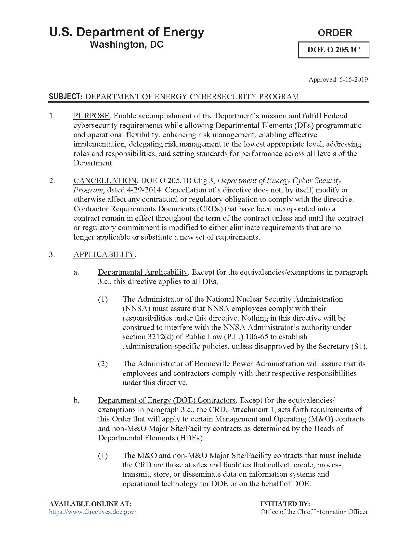 U.S. Department of Energy
ORDER
Washington, DC
DOE O 205.1C
Approved: 5-15-2019
SUBJECT: DEPARTMENT OF ENERGY CYBERSECURITY PROGRAM
1. PURPOSE. Enable accomplishment of the Department's mission and fulfill Federal
cybersecurity requirements while allowing Departmental Elements (DEs) programmatic
and operational flexibility, enhancing risk management, enabling effective
implementation, delegating risk management to the lowest appropriate level, addressing
roles and responsibilities, and setting standards for performance across all levels of the
Department.
2. CANCELLATION. DOE O 205.1B Chg 3, Department of Energy Cyber Security
Program, dated 4-29-2014. Cancellation of a directive does not, by itself, modify or
otherwise affect any contractual or regulatory obligation to comply with the directive.
Contractor Requirements Documents (CRDs) that have been incorporated into a
contract remain in effect throughout the term of the contract unless and until the contract
or regulatory commitment is modified to either eliminate requirements that are no
longer applicable or substitute a new set of requirements.
3. APPLICABILITY.
a. Departmental Applicability. Except for the equivalencies/exemptions in paragraph
3.c., this directive applies to all DEs.
(1) The Administrator of the National Nuclear Security Administration
(NNSA) must assure that NNSA employees comply with their
responsibilities under this directive. Nothing in this directive will be
construed to interfere with the NNSA Administrator's authority under
section 3212(d) of Public Law (P.L.) 106-65 to establish
Administration-specific policies, unless disapproved by the Secretary (S1).
(2) The Administrator of Bonneville Power Administration will assure that its
employees and contractors comply with their respective responsibilities
under this directive.
b. Department of Energy (DOE) Contractors. Except for the equivalencies/
exemptions in paragraph 3.c., the CRD, Attachment 1, sets forth requirements of
this Order that will apply to certain Management and Operating (M&O) contracts
and non-M&O Major Site/Facility contracts as determined by the Heads of
Departmental Elements (HDEs).
(1) The M&O and non-M&O Major Site/Facility contracts that must include
the CRD are those at sites and facilities that collect, create, process,
transmit, store, or disseminate data on information systems and
operational technology for DOE or on the behalf of DOE.
AVAILABLE ONLINE AT:
INITIATED BY:
https://www.directives.doe.gov
Office of the Chief Information Officer